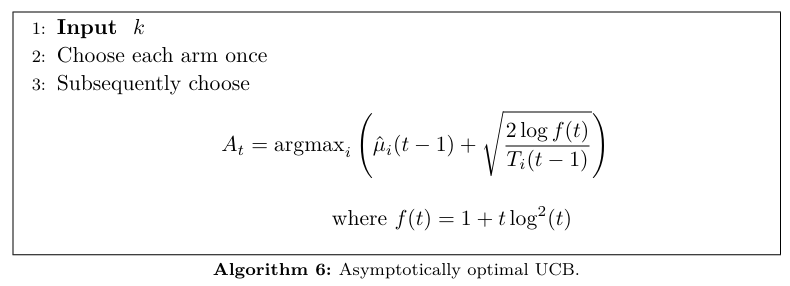 1: Input k
2: Choose each arm once
3: Subsequently choose
A_t = argmax_i ( μ̂_i(t − 1) + √( 2 log f(t) / T_i(t − 1) ) )
where f(t) = 1 + t log²(t)
Algorithm 6: Asymptotically optimal UCB.